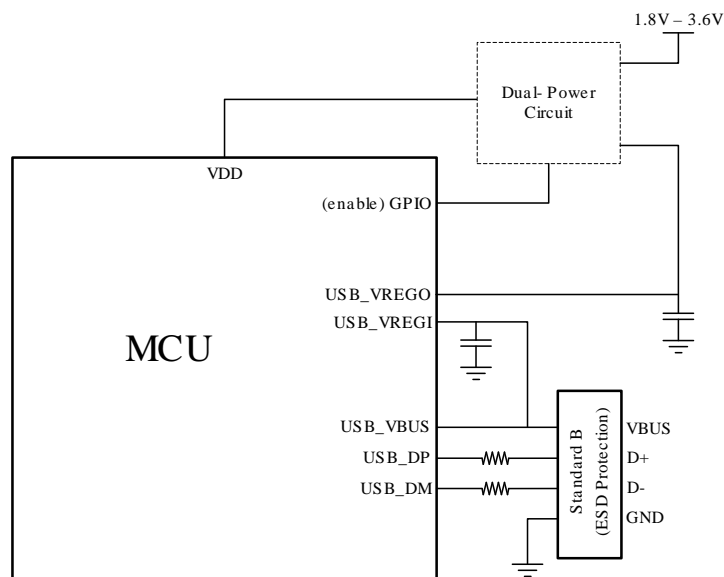 1.8V – 3.6V
Dual- Power
Circuit
VDD
(enable) GPIO
USB_VREGO
USB_VREGI
MCU
USB_VBUS
USB_DP
USB_DM
Standard B
(ESD Protection)
VBUS
D+
D-
GND